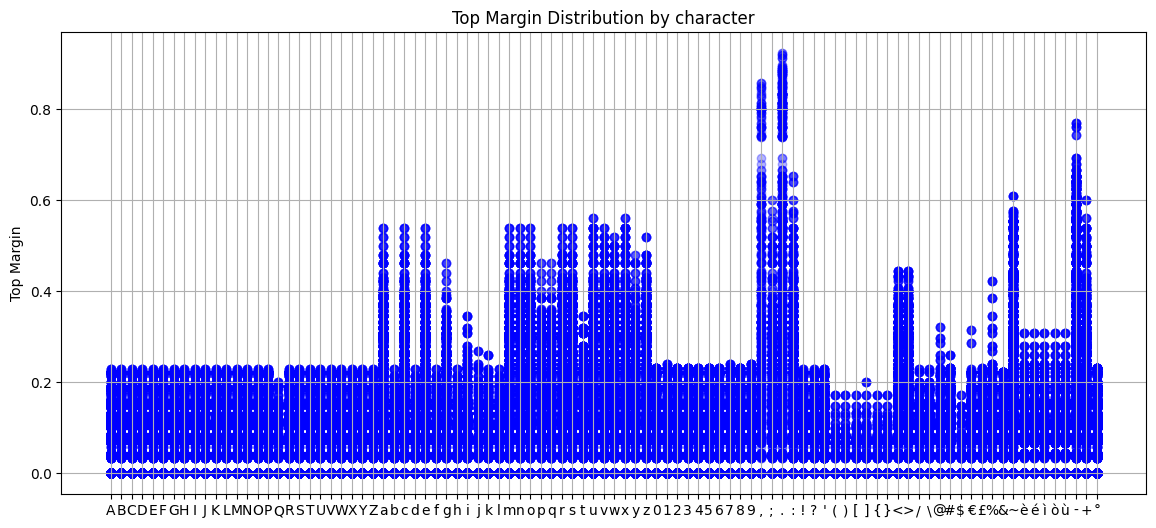 Top Margin Distribution by character
Top Margin
0.8
0.6
0.4
0.2
0.0
A B C D E F G H I J K L M N O P Q R S T U V W X Y Z a b c d e f g h i j k l m n o p q r s t u v w x y z 0 1 2 3 4 5 6 7 8 9 , ; . : ! ? ' ( ) [ ] { } < > / \ @ # $ € £ % & ~ è é ì ò ù - + °